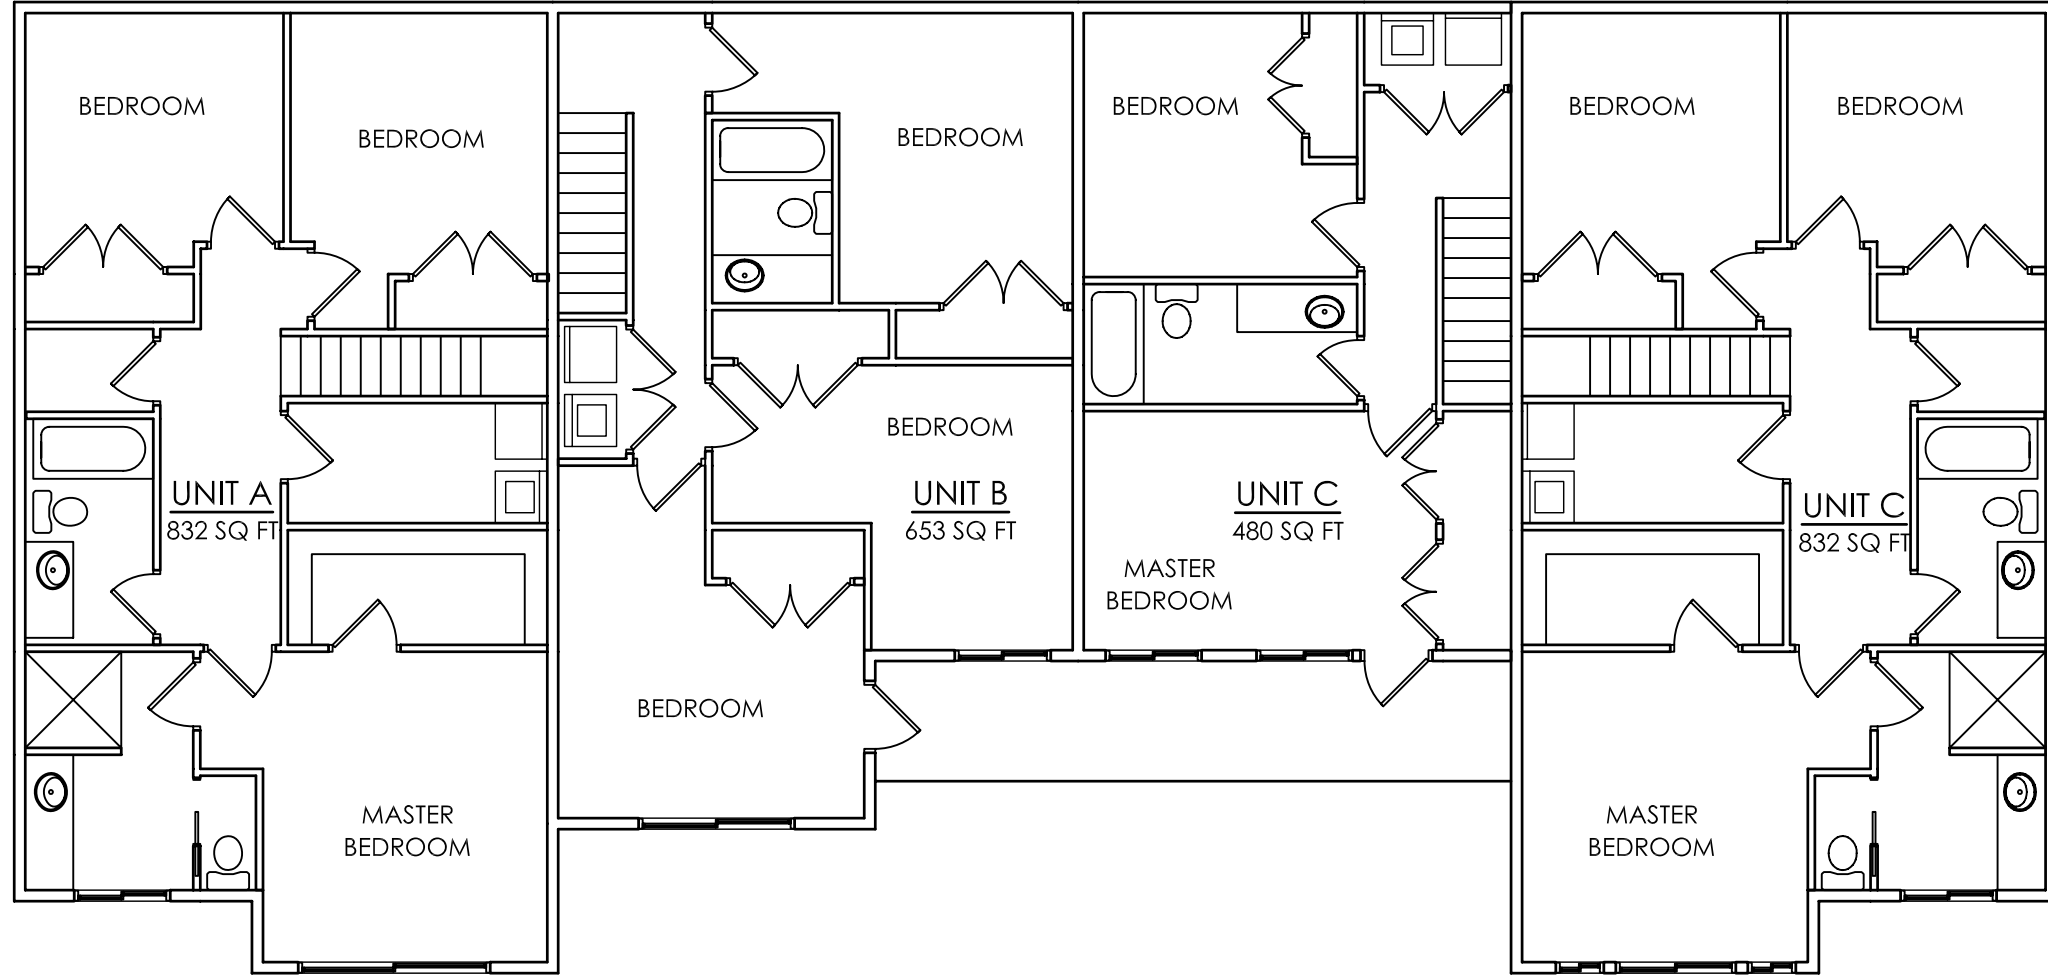 BEDROOM
BEDROOM
UNIT A
832 SQ FT
MASTER
BEDROOM
BEDROOM
BEDROOM
UNIT B
653 SQ FT
BEDROOM
BEDROOM
UNIT C
480 SQ FT
MASTER
BEDROOM
BEDROOM
BEDROOM
UNIT C
832 SQ FT
MASTER
BEDROOM